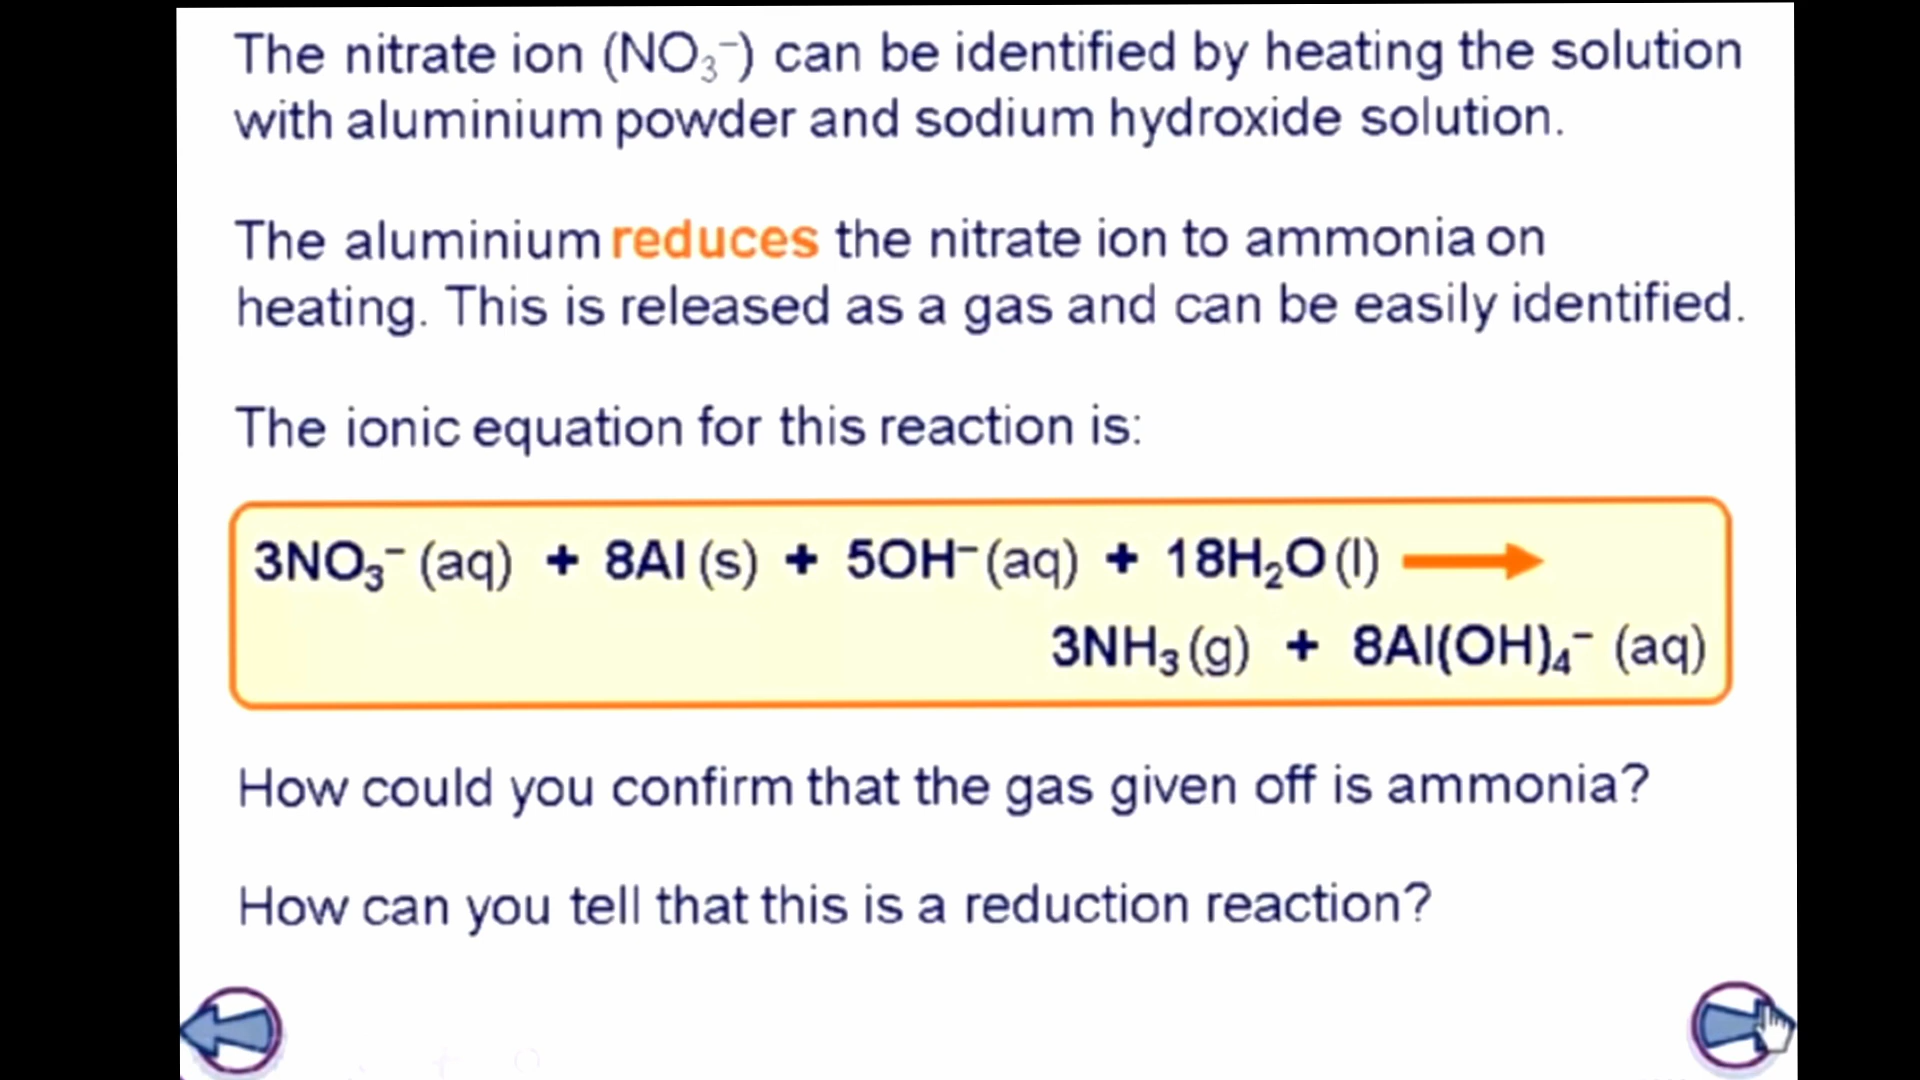 The nitrate ion (NO₃⁻) can be identified by heating the solution
with aluminium powder and sodium hydroxide solution.
The aluminium reduces the nitrate ion to ammonia on
heating. This is released as a gas and can be easily identified.
The ionic equation for this reaction is:
3NO₃⁻ (aq) + 8Al (s) + 5OH⁻ (aq) + 18H₂O (l) →
3NH₃ (g) + 8Al(OH)₄⁻ (aq)
How could you confirm that the gas given off is ammonia?
How can you tell that this is a reduction reaction?